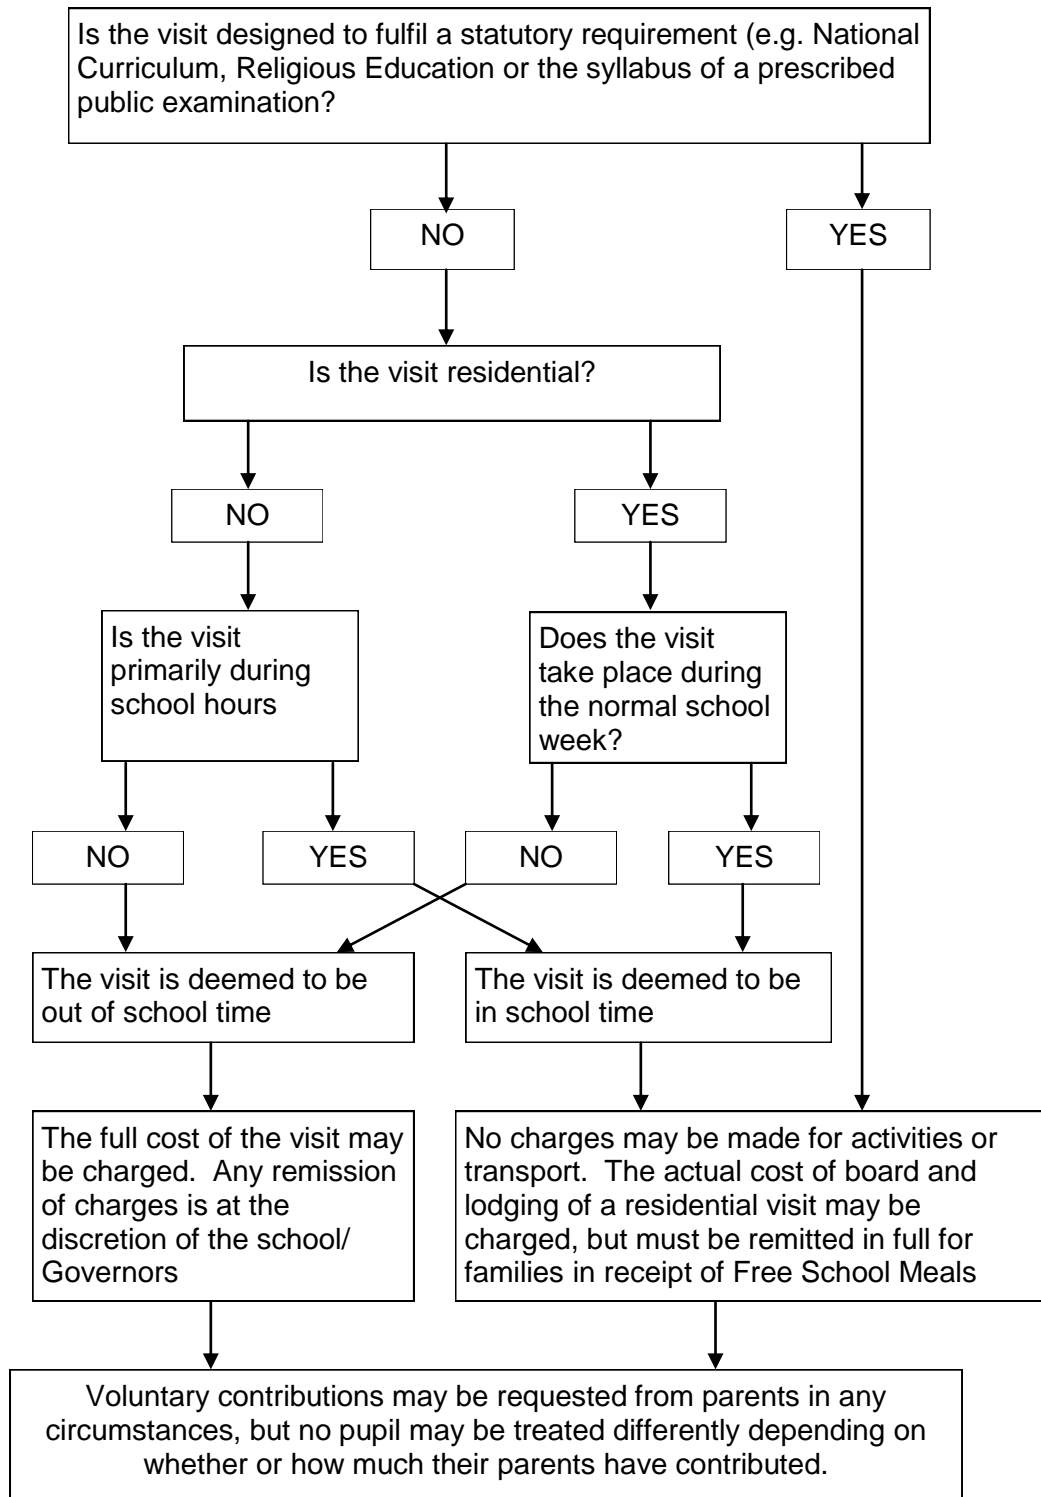 Is the visit designed to fulfil a statutory requirement (e.g. National
Curriculum, Religious Education or the syllabus of a prescribed
public examination?
NO
YES
Is the visit residential?
NO
YES
Is the visit
primarily during
school hours
Does the visit
take place during
the normal school
week?
NO
YES
NO
YES
The visit is deemed to be
out of school time
The visit is deemed to be
in school time
The full cost of the visit may
be charged.  Any remission
of charges is at the
discretion of the school/
Governors
No charges may be made for activities or
transport.  The actual cost of board and
lodging of a residential visit may be
charged, but must be remitted in full for
families in receipt of Free School Meals
Voluntary contributions may be requested from parents in any
circumstances, but no pupil may be treated differently depending on
whether or how much their parents have contributed.